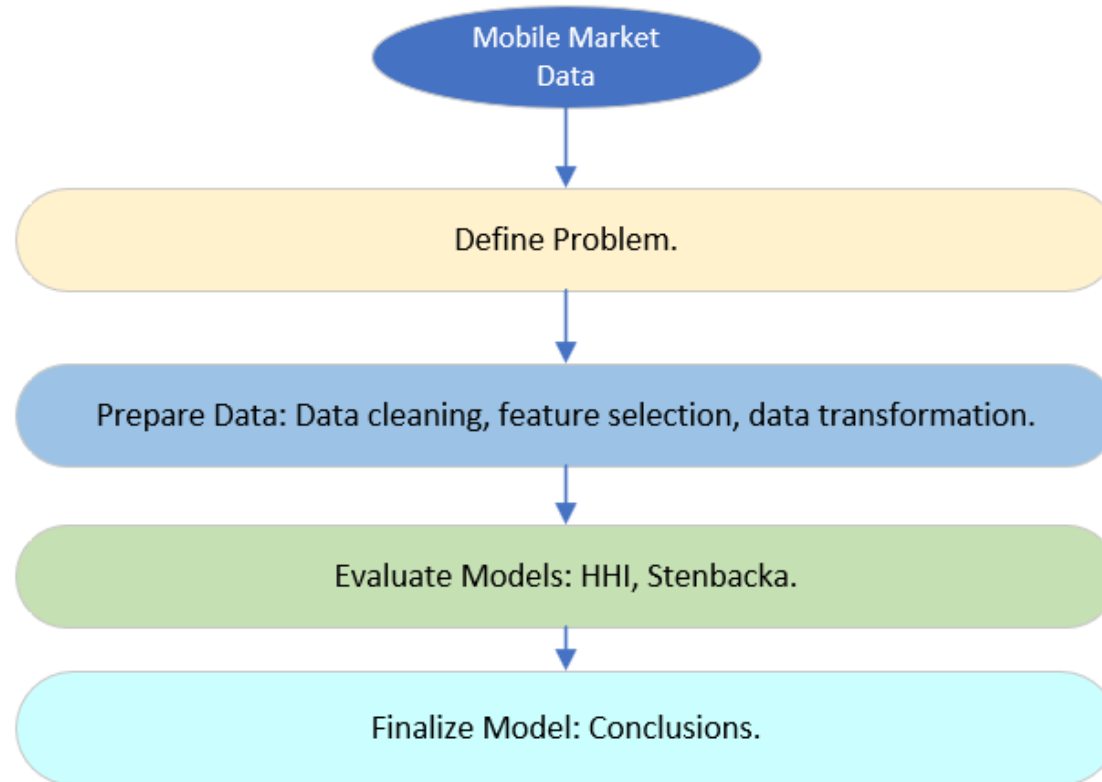 Mobile Market
Data
Define Problem.
Prepare Data: Data cleaning, feature selection, data transformation.
Evaluate Models: HHI, Stenbacka.
Finalize Model: Conclusions.